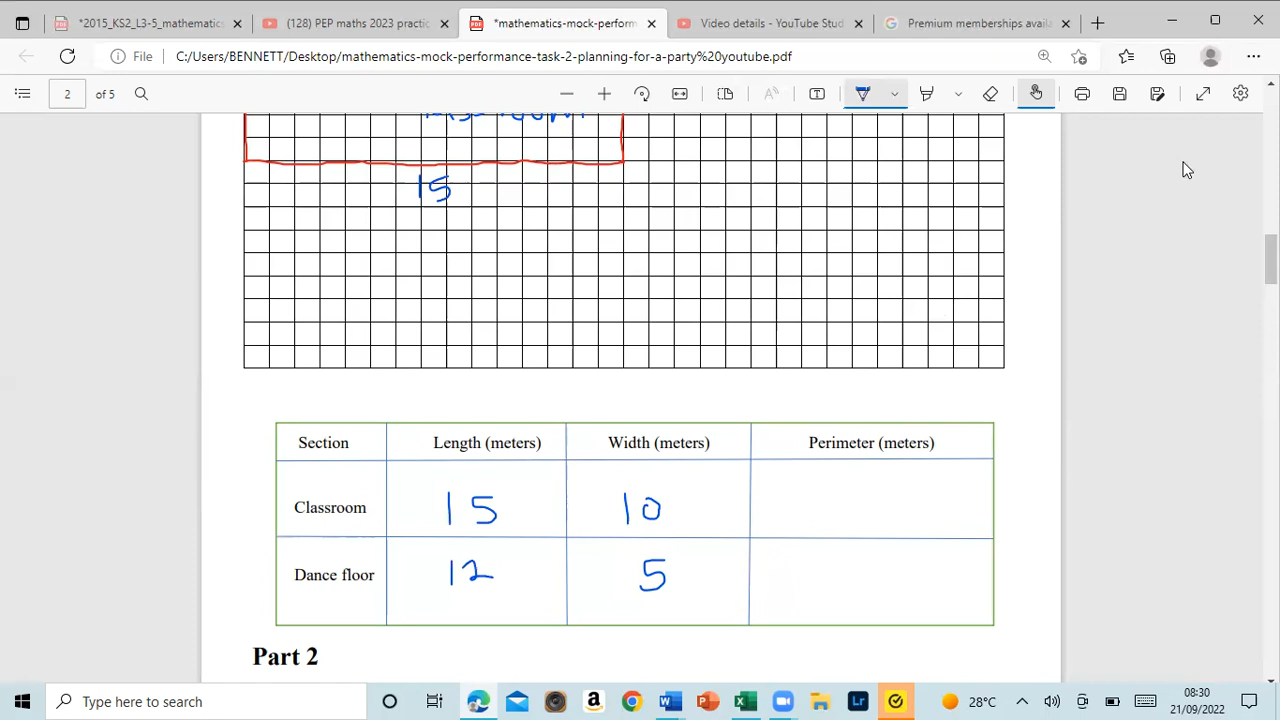 *2015_KS2_L3-5_mathematics
(128) PEP maths 2023 practic
*mathematics-mock-perform
Video details - YouTube Stud
Premium memberships avail
File
C:/Users/BENNETT/Desktop/mathematics-mock-performance-task-2-planning-for-a-party%20youtube.pdf
2 of 5
15
Section Length (meters) Width (meters) Perimeter (meters)
Classroom 15 10
Dance floor 12 5
Part 2
Type here to search
28°C
08:30
21/09/2022